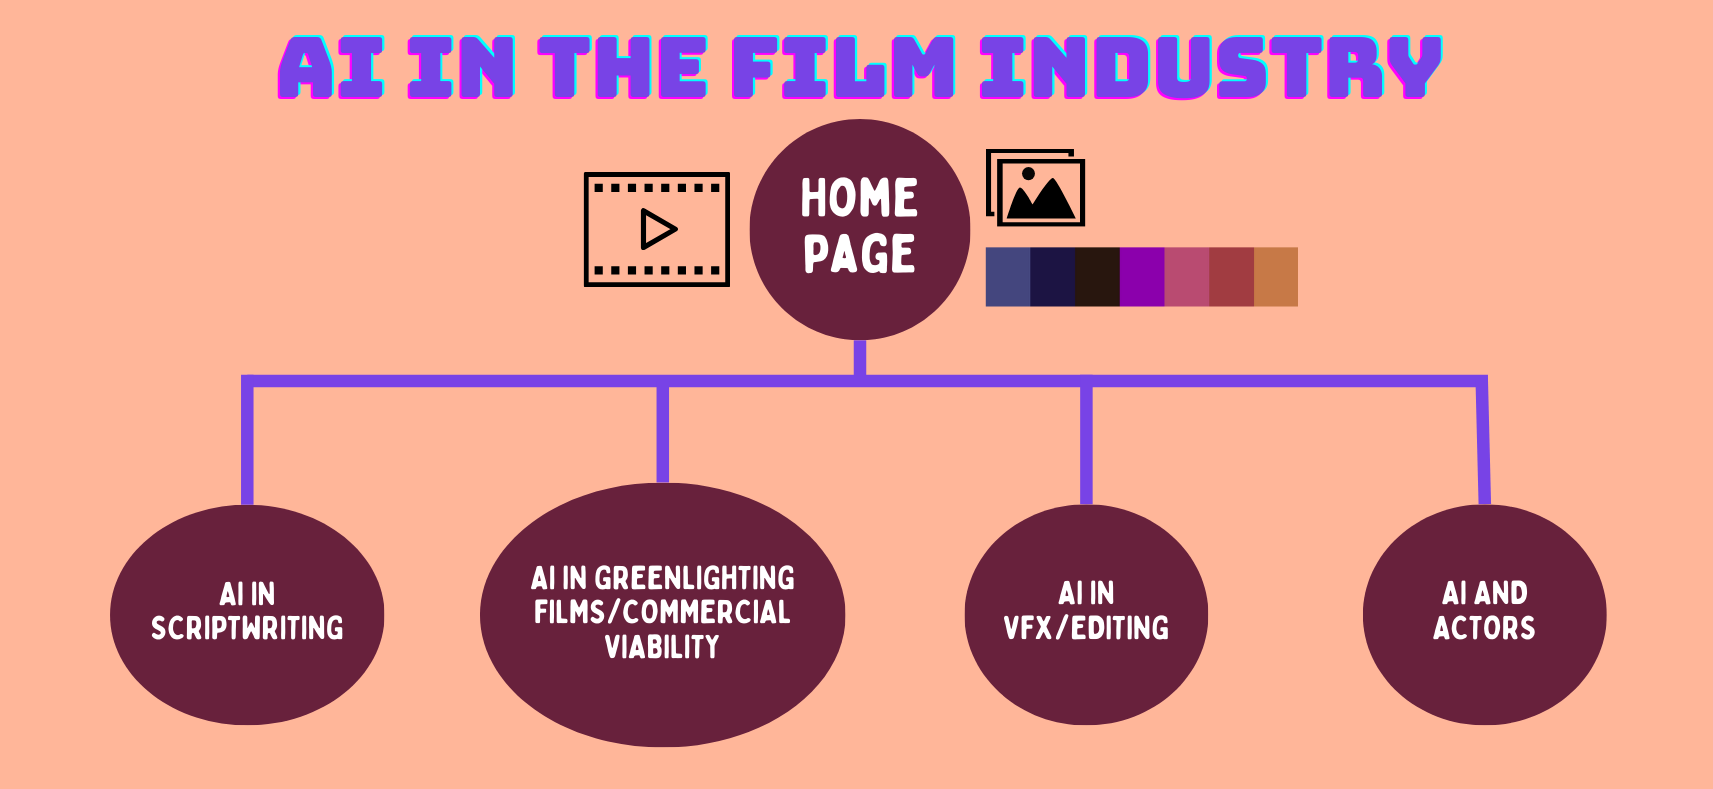 AI IN THE FILM INDUSTRY
HOME
PAGE
AI IN
SCRIPTWRITING
AI IN GREENLIGHTING
FILMS/COMMERCIAL
VIABILITY
AI IN
VFX/EDITING
AI AND
ACTORS